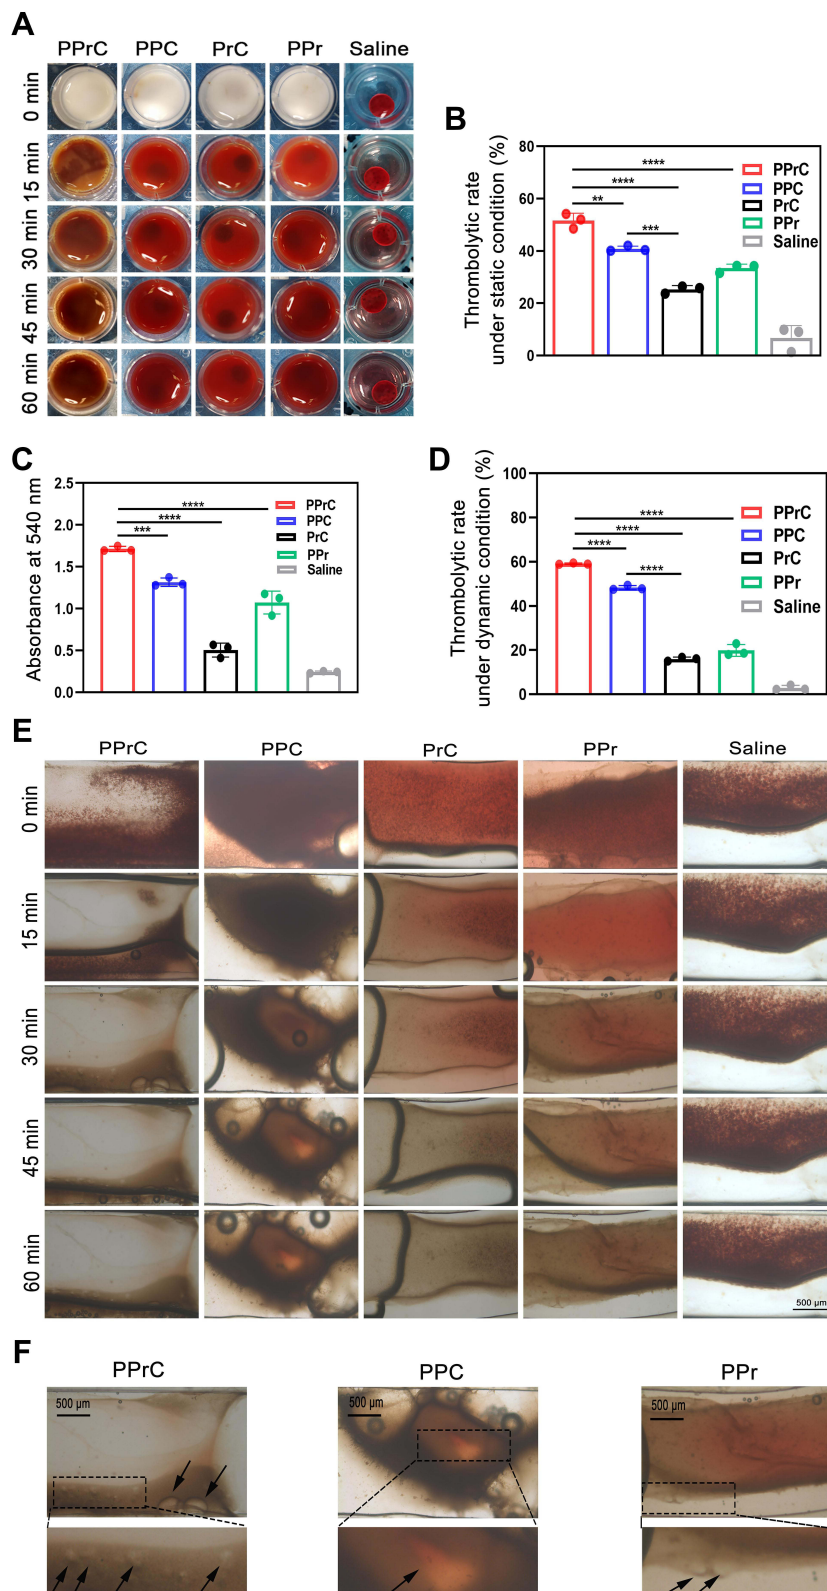 A
PPrC PPC PrC PPr Saline
0 min
15 min
30 min
45 min
60 min
B
Thrombolytic rate
under static condition (%)
80
60
40
20
0
****
****
**
***
PPrC
PPC
PrC
PPr
Saline
C
Absorbance at 540 nm
2.5
2.0
1.5
1.0
0.5
0.0
****
****
***
PPrC
PPC
PrC
PPr
Saline
D
Thrombolytic rate
under dynamic condition (%)
100
80
60
40
20
0
****
****
****
****
PPrC
PPC
PrC
PPr
Saline
E
PPrC PPC PrC PPr Saline
0 min
15 min
30 min
45 min
60 min
500 µm
F
PPrC PPC PPr
500 µm 500 µm 500 µm